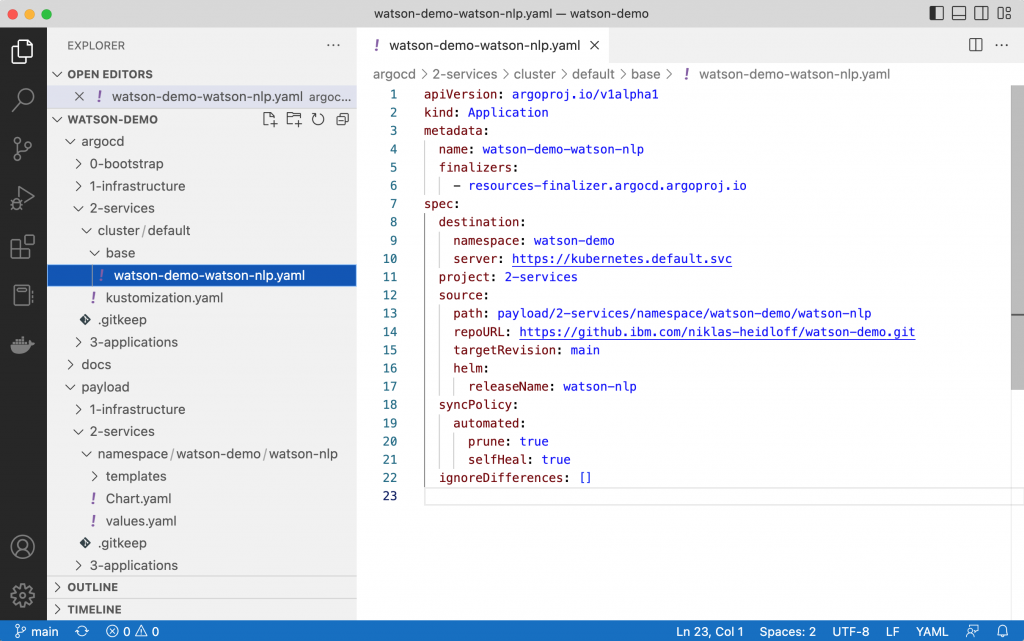 watson-demo-watson-nlp.yaml — watson-demo
EXPLORER
OPEN EDITORS
! watson-demo-watson-nlp.yaml argoc...
WATSON-DEMO
argocd
0-bootstrap
1-infrastructure
2-services
cluster/default
base
! watson-demo-watson-nlp.yaml
! kustomization.yaml
.gitkeep
3-applications
docs
payload
1-infrastructure
2-services
namespace/watson-demo/watson-nlp
templates
! Chart.yaml
! values.yaml
.gitkeep
3-applications
OUTLINE
TIMELINE
! watson-demo-watson-nlp.yaml
argocd > 2-services > cluster > default > base > ! watson-demo-watson-nlp.yaml
1 apiVersion: argoproj.io/v1alpha1
2 kind: Application
3 metadata:
4 name: watson-demo-watson-nlp
5 finalizers:
6 - resources-finalizer.argocd.argoproj.io
7 spec:
8 destination:
9 namespace: watson-demo
10 server: https://kubernetes.default.svc
11 project: 2-services
12 source:
13 path: payload/2-services/namespace/watson-demo/watson-nlp
14 repoURL: https://github.ibm.com/niklas-heidloff/watson-demo.git
15 targetRevision: main
16 helm:
17 releaseName: watson-nlp
18 syncPolicy:
19 automated:
20 prune: true
21 selfHeal: true
22 ignoreDifferences: []
23
main 0 0 Ln 23, Col 1 Spaces: 2 UTF-8 LF YAML